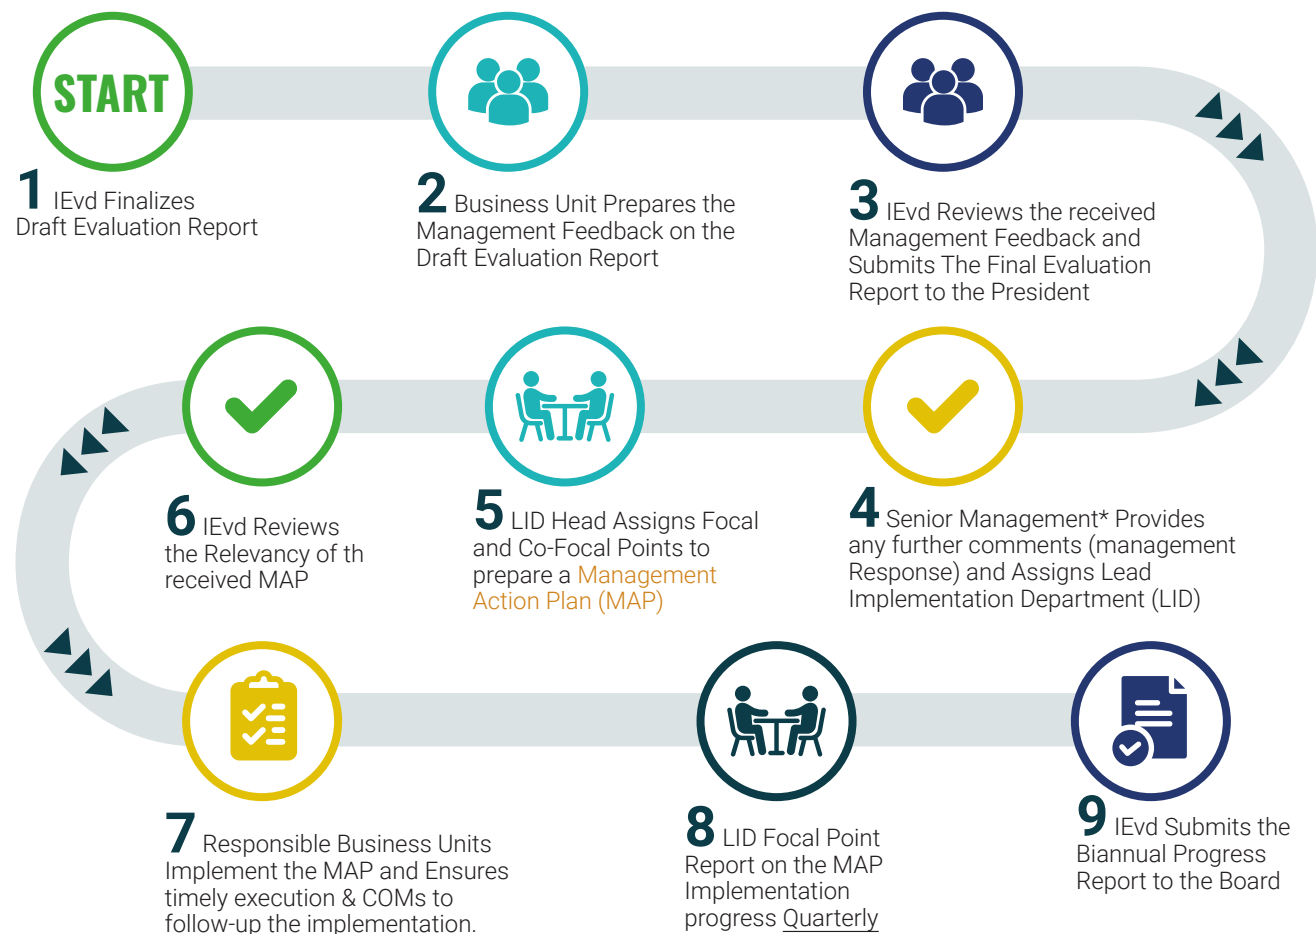 START
1 IEvd Finalizes
Draft Evaluation Report
2 Business Unit Prepares the
Management Feedback on the
Draft Evaluation Report
3 IEvd Reviews the received
Management Feedback and
Submits The Final Evaluation
Report to the President
4 Senior Management* Provides
any further comments (management
Response) and Assigns Lead
Implementation Department (LID)
5 LID Head Assigns Focal
and Co-Focal Points to
prepare a Management
Action Plan (MAP)
6 IEvd Reviews
the Relevancy of th
received MAP
7 Responsible Business Units
Implement the MAP and Ensures
timely execution & COMs to
follow-up the implementation.
8 LID Focal Point
Report on the MAP
Implementation
progress Quarterly
9 IEvd Submits the
Biannual Progress
Report to the Board